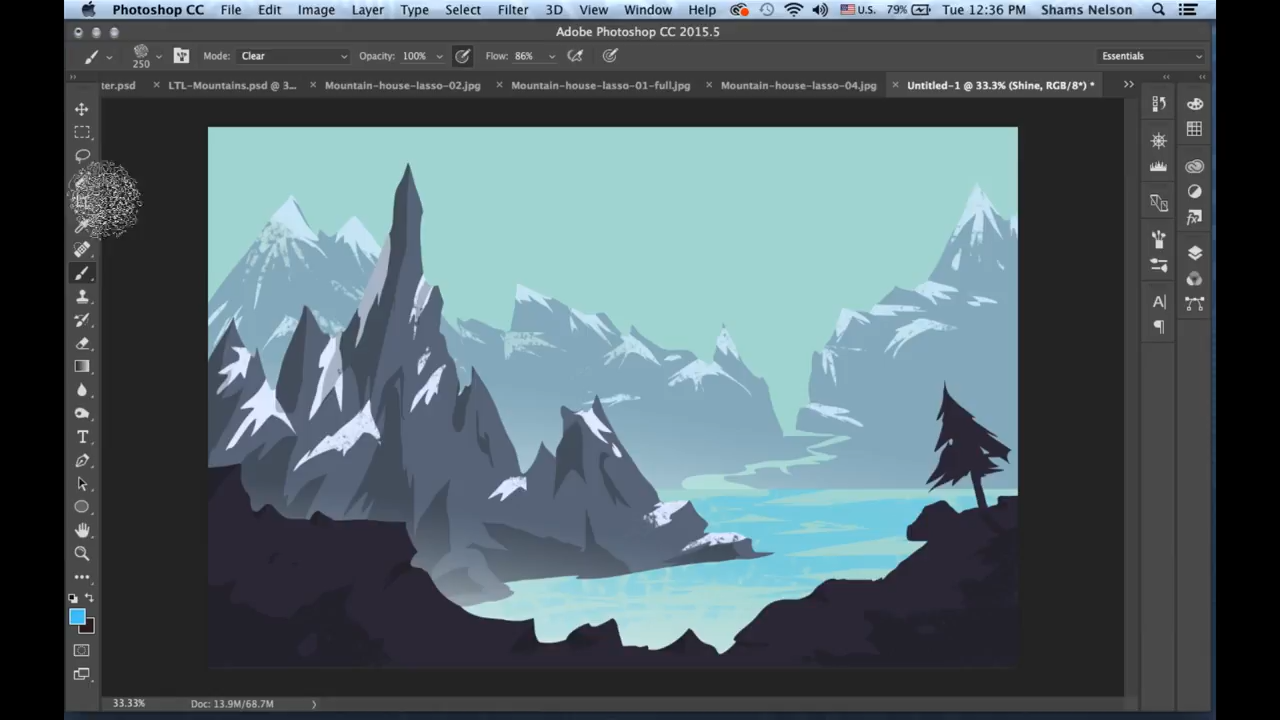 Photoshop CC File Edit Image Layer Type Select Filter 3D View Window Help U.S. 79% Tue 12:36 PM Shams Nelson
Adobe Photoshop CC 2015.5
250 Mode: Clear Opacity: 100% Flow: 86% Essentials
ter.psd × LTL-Mountains.psd @ 3... × Mountain-house-lasso-02.jpg × Mountain-house-lasso-01-full.jpg × Mountain-house-lasso-04.jpg × Untitled-1 @ 33.3% (Shine, RGB/8*) *
33.33% Doc: 13.9M/68.7M